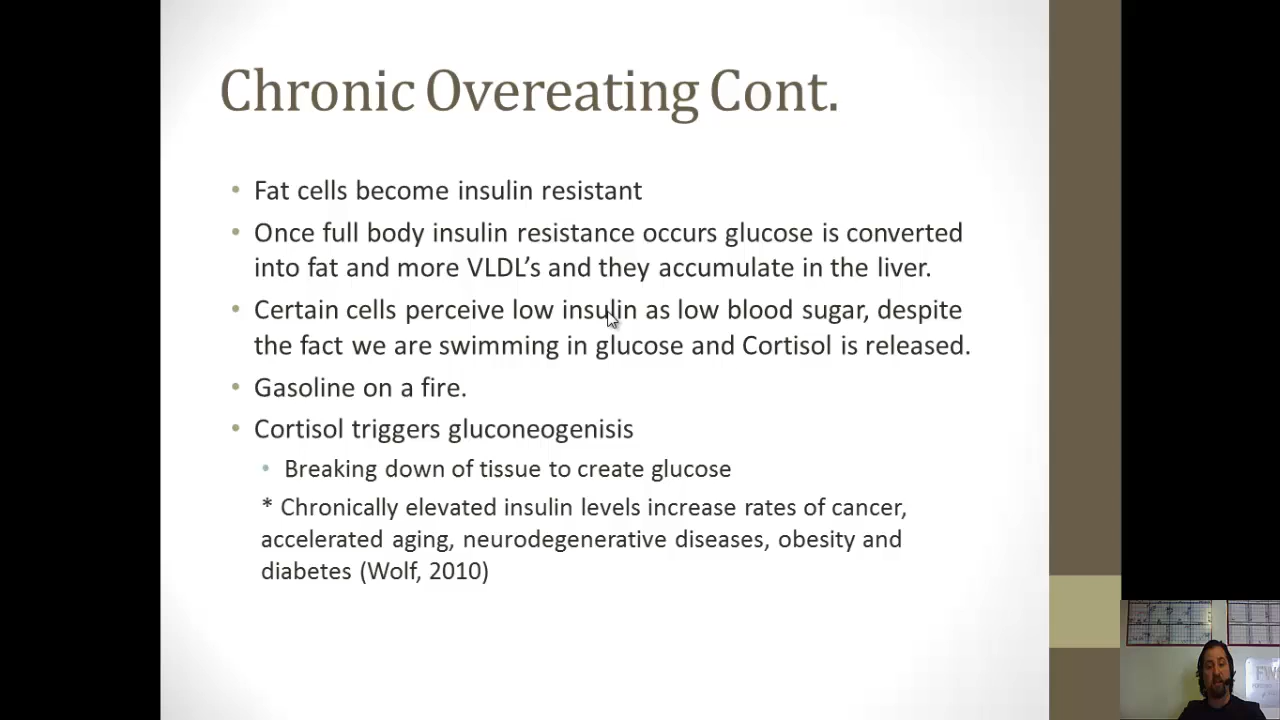 Chronic Overeating Cont.
• Fat cells become insulin resistant
• Once full body insulin resistance occurs glucose is converted
into fat and more VLDL's and they accumulate in the liver.
• Certain cells perceive low insulin as low blood sugar, despite
the fact we are swimming in glucose and Cortisol is released.
• Gasoline on a fire.
• Cortisol triggers gluconeogenisis
• Breaking down of tissue to create glucose
* Chronically elevated insulin levels increase rates of cancer,
accelerated aging, neurodegenerative diseases, obesity and
diabetes (Wolf, 2010)